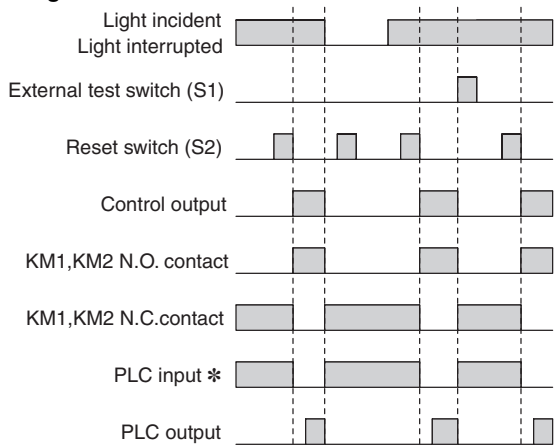 Light incident
Light interrupted
External test switch (S1)
Reset switch (S2)
Control output
KM1,KM2 N.O. contact
KM1,KM2 N.C.contact
PLC input *
PLC output